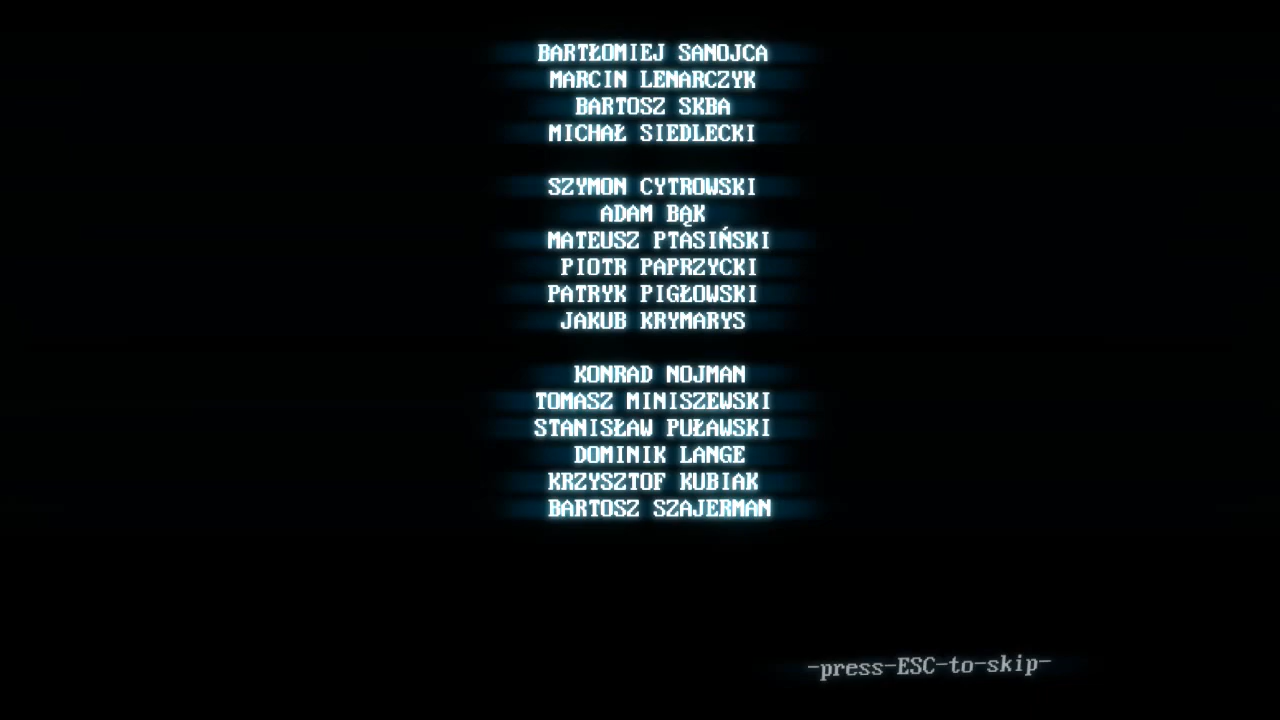 BARTŁOMIEJ SANOJCA
MARCIN LENARCZYK
BARTOSZ SKBA
MICHAŁ SIEDLECKI
SZYMON CYTROWSKI
ADAM BĄK
MATEUSZ PTASIŃSKI
PIOTR PAPRZYCKI
PATRYK PIGŁOWSKI
JAKUB KRYMARYS
KONRAD NOJMAN
TOMASZ MINISZEWSKI
STANISŁAW PUŁAWSKI
DOMINIK LANGE
KRZYSZTOF KUBIAK
BARTOSZ SZAJERMAN
-press-ESC-to-skip-